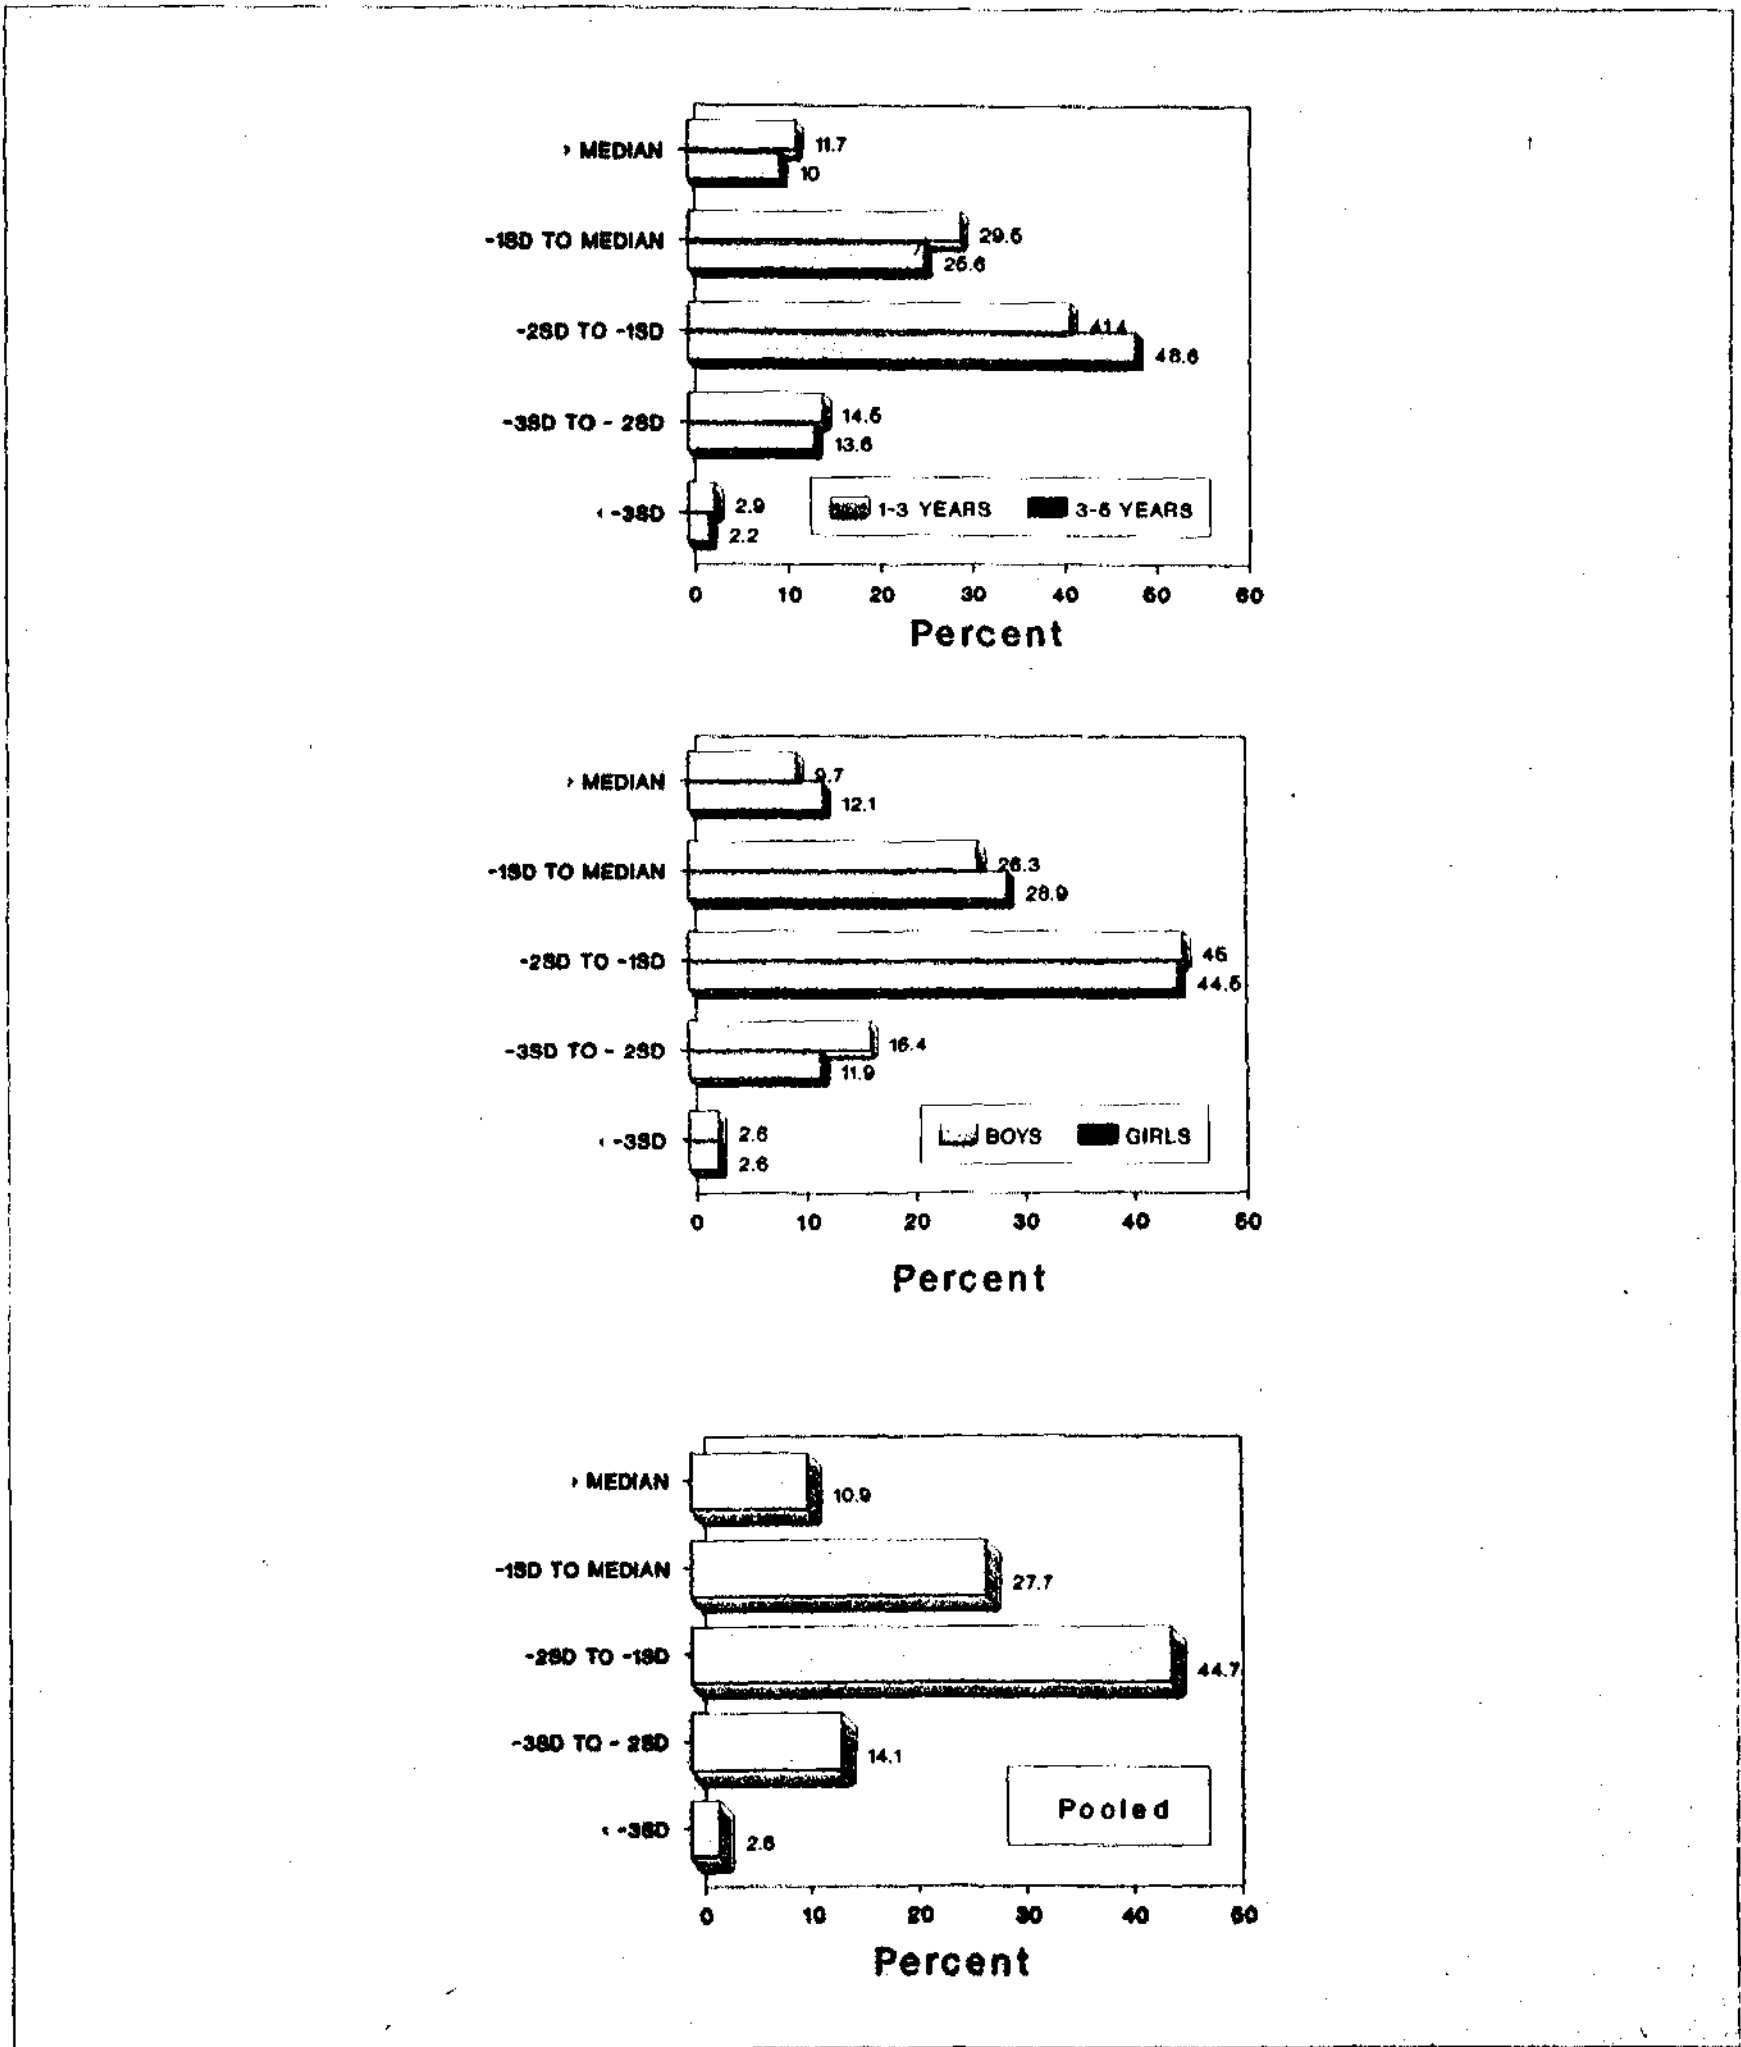 > MEDIAN
11.7
10
-1SD TO MEDIAN
29.5
25.6
-2SD TO -1SD
41.4
48.6
-3SD TO - 2SD
14.5
13.6
< -3SD
2.9
2.2
1-3 YEARS 3-5 YEARS
0 10 20 30 40 50 60
Percent
> MEDIAN
9.7
12.1
-1SD TO MEDIAN
26.3
28.9
-2SD TO -1SD
45
44.5
-3SD TO - 2SD
16.4
11.9
< -3SD
2.6
2.6
BOYS GIRLS
0 10 20 30 40 50
Percent
> MEDIAN
10.9
-1SD TO MEDIAN
27.7
-2SD TO -1SD
44.7
-3SD TO - 2SD
14.1
< -3SD
2.6
Pooled
0 10 20 30 40 50
Percent